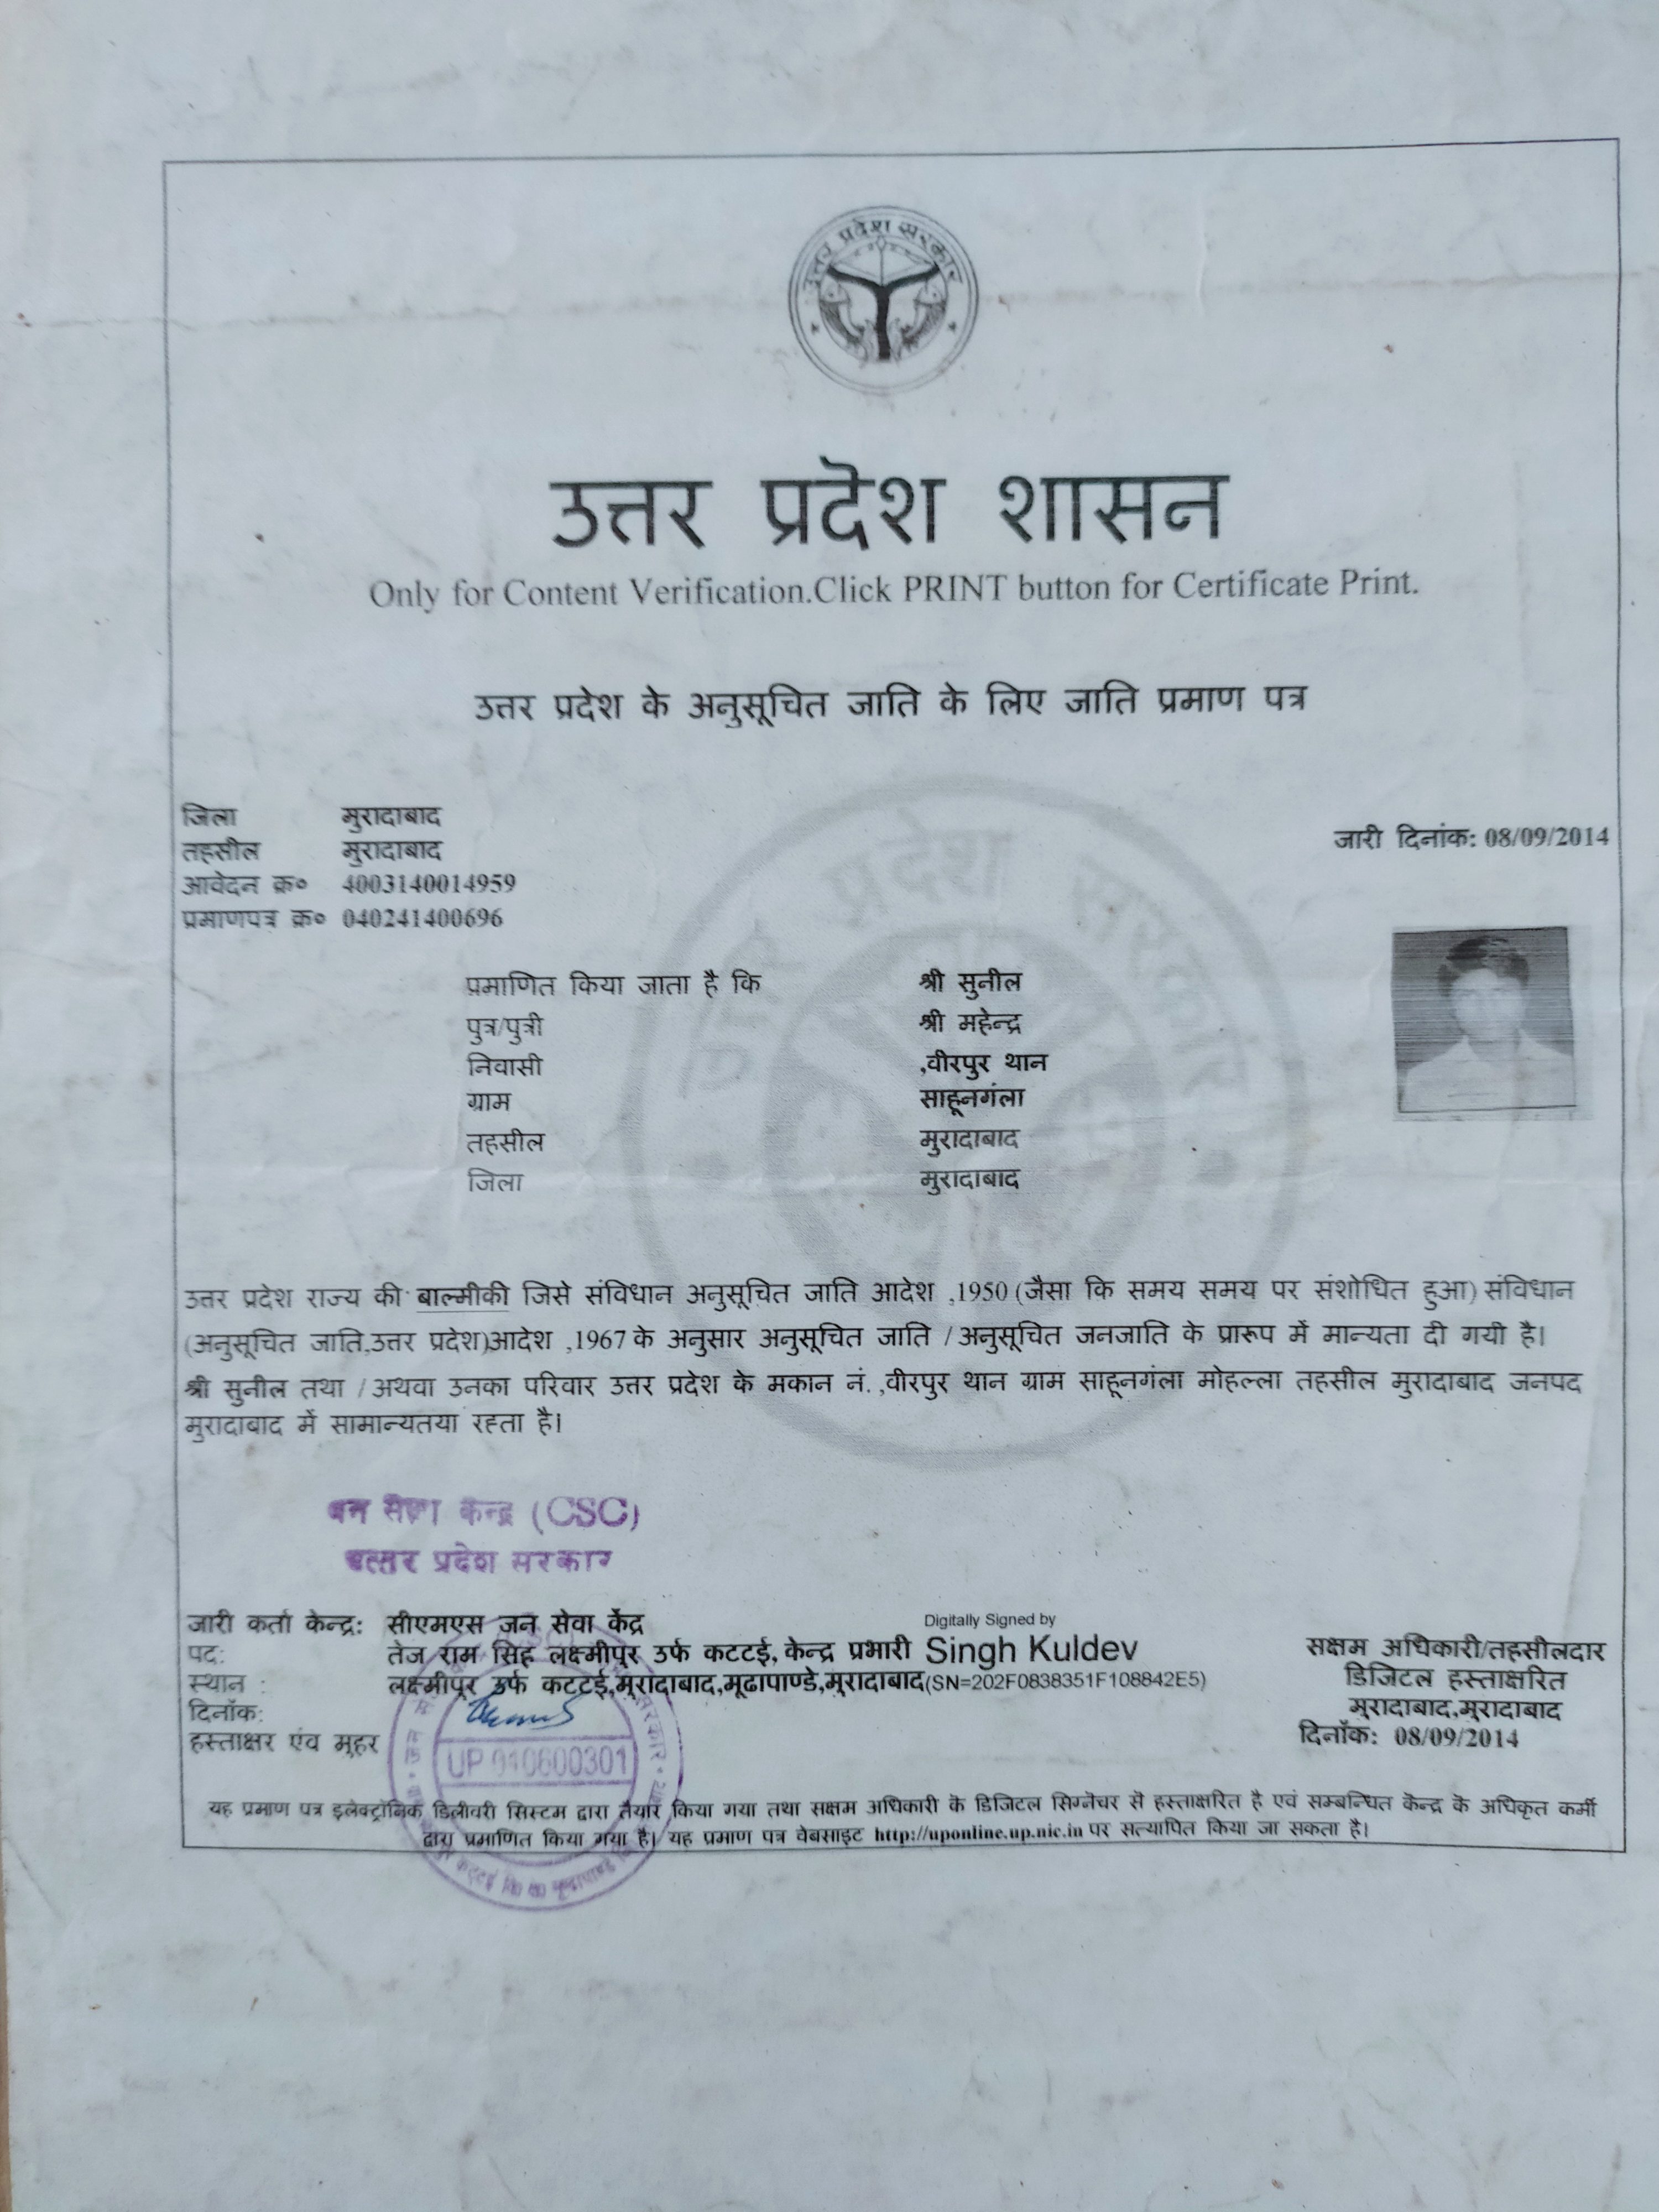 उत्तर प्रदेश सरकार
उत्तर प्रदेश शासन
Only for Content Verification.Click PRINT button for Certificate Print.
उत्तर प्रदेश के अनुसूचित जाति के लिए जाति प्रमाण पत्र
जिला मुरादाबाद
तहसील मुरादाबाद
जारी दिनांक: 08/09/2014
आवेदन क्र० 4003140014959
प्रमाणपत्र क्र० 040241400696
प्रमाणित किया जाता है कि श्री सुनील
पुत्र/पुत्री श्री महेन्द्र
निवासी ,वीरपुर थान
ग्राम साहूनगंला
तहसील मुरादाबाद
जिला मुरादाबाद
उत्तर प्रदेश राज्य की बाल्मीकी जिसे संविधान अनुसूचित जाति आदेश ,1950 (जैसा कि समय समय पर संशोधित हुआ) संविधान
(अनुसूचित जाति,उत्तर प्रदेश)आदेश ,1967 के अनुसार अनुसूचित जाति / अनुसूचित जनजाति के प्रारूप में मान्यता दी गयी है।
श्री सुनील तथा / अथवा उनका परिवार उत्तर प्रदेश के मकान नं. ,वीरपुर थान ग्राम साहूनगंला मोहल्ला तहसील मुरादाबाद जनपद
मुरादाबाद में सामान्यतया रह्ता है।
जन सेवा केन्द्र (CSC)
उत्तर प्रदेश सरकार
जारी कर्ता केन्द्र: सीएमएस जन सेवा केंद्र
पद: तेज राम सिंह लक्ष्मीपुर उर्फ कटटई, केन्द्र प्रभारी
स्थान : लक्ष्मीपुर उर्फ कटटई,मुरादाबाद,मूढापाण्डे,मुरादाबाद
दिनॉक:
हस्ताक्षर एंव मुहर
Digitally Signed by
Singh Kuldev
(SN=202F0838351F108842E5)
सक्षम अधिकारी/तहसीलदार
डिजिटल हस्ताक्षरित
मुरादाबाद,मुरादाबाद
दिनॉक: 08/09/2014
UP 040600301
यह प्रमाण पत्र इलेक्ट्रॉनिक डिलीवरी सिस्टम द्वारा तैयार किया गया तथा सक्षम अधिकारी के डिजिटल सिग्नेचर से हस्ताक्षरित है एवं सम्बन्धित केन्द्र के अधिकृत कर्मी
द्वारा प्रमाणित किया गया है। यह प्रमाण पत्र वेबसाइट http://uponline.up.nic.in पर सत्यापित किया जा सकता है।